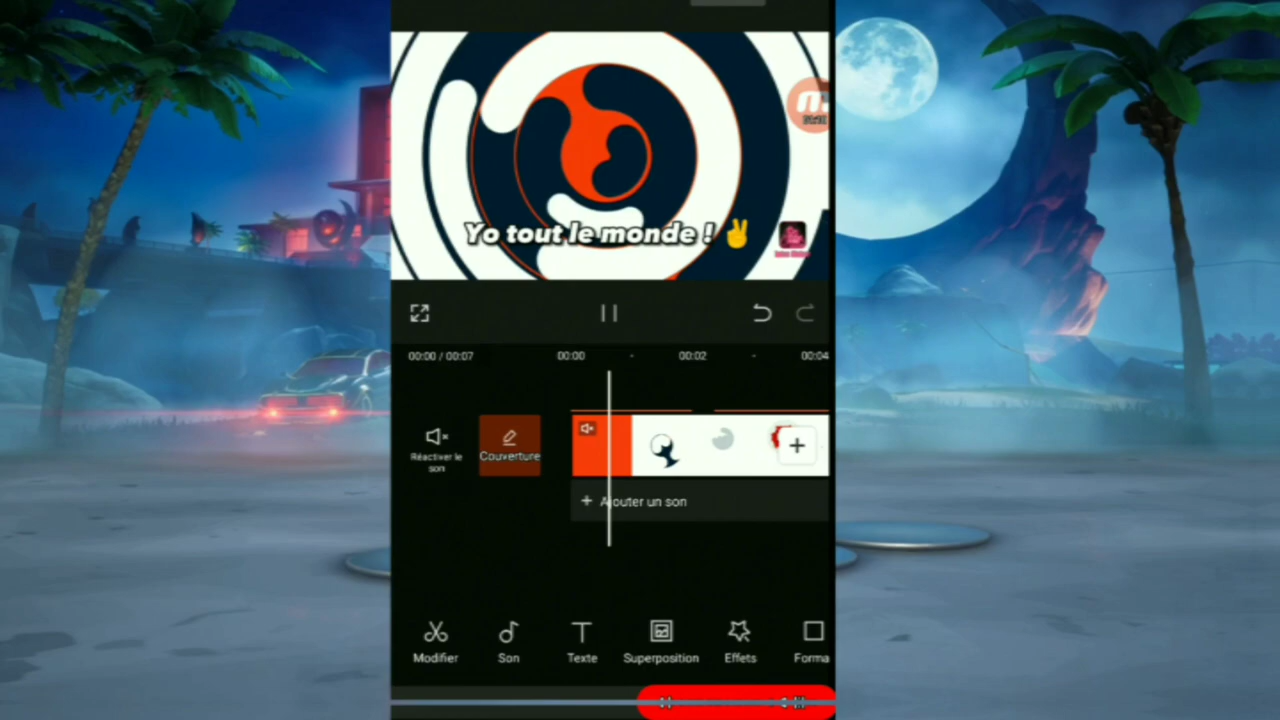 Yo tout le monde ! ✌️
00:00 / 00:07
00:00
00:02
00:04
Réactiver le
son
Couverture
+ Ajouter un son
Modifier
Son
Texte
Superposition
Effets
Forma